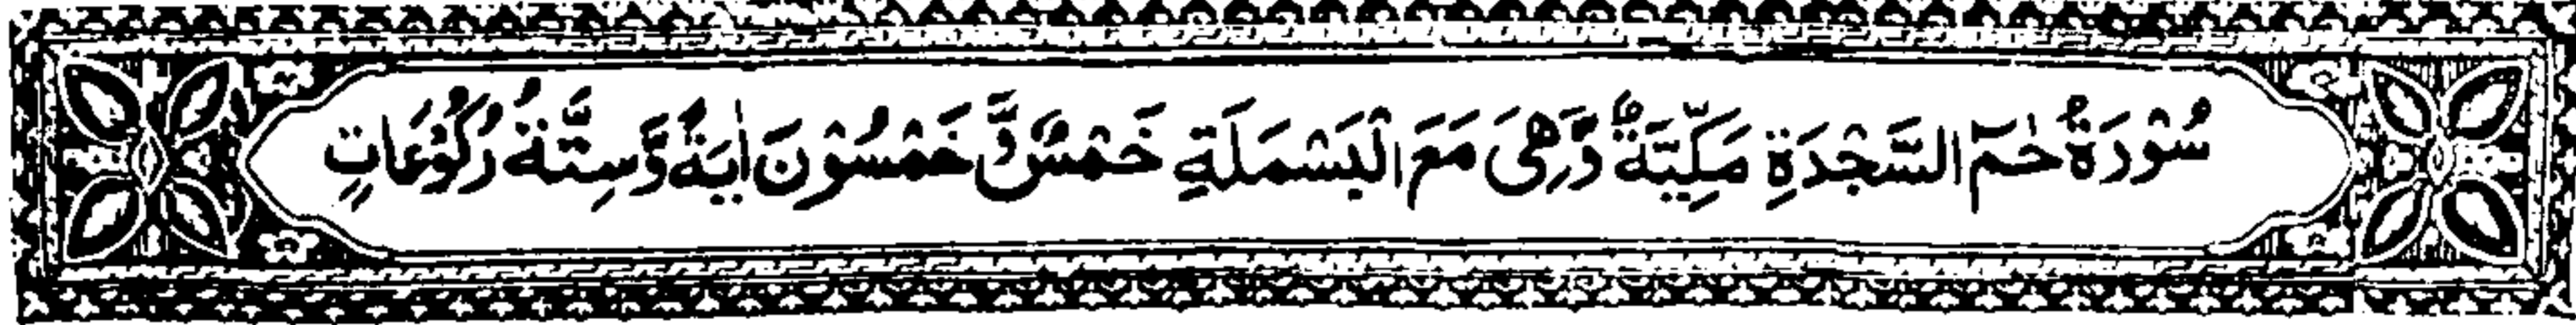 سُوْرَةُ حٰمٓ السَّجْدَةِ مَكِّيَّةٌ وَّهِىَ مَعَ الْبَسْمَلَةِ خَمْسٌ وَّخَمْسُوْنَ اٰيَةً وَّسِتَّةُ رُكُوْعَاتٍ